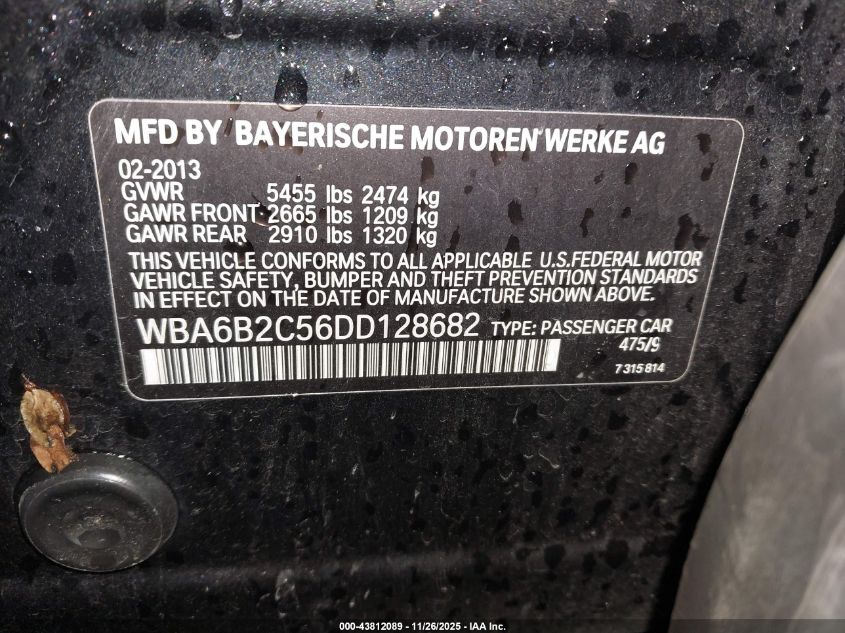 MFD BY BAYERISCHE MOTOREN WERKE AG
02-2013
GVWR 5455 lbs 2474 kg
GAWR FRONT 2665 lbs 1209 kg
GAWR REAR 2910 lbs 1320 kg
THIS VEHICLE CONFORMS TO ALL APPLICABLE U.S.FEDERAL MOTOR
VEHICLE SAFETY, BUMPER AND THEFT PREVENTION STANDARDS
IN EFFECT ON THE DATE OF MANUFACTURE SHOWN ABOVE.
WBA6B2C56DD128682 TYPE: PASSENGER CAR
475/9
7 315 814
000-43812089 - 11/26/2025 - IAA Inc.